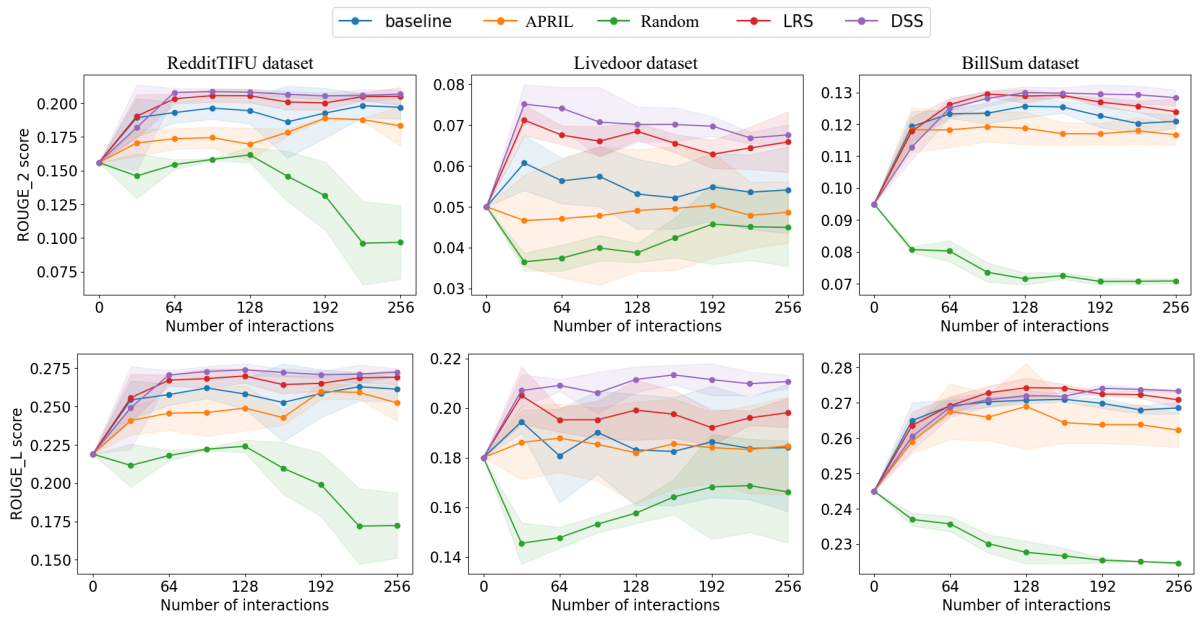 baseline APRIL Random LRS DSS
RedditTIFU dataset Livedoor dataset BillSum dataset
ROUGE_2 score
0.200
0.175
0.150
0.125
0.100
0.075
0 64 128 192 256
Number of interactions
0.08
0.07
0.06
0.05
0.04
0.03
0 64 128 192 256
Number of interactions
0.13
0.12
0.11
0.10
0.09
0.08
0.07
0 64 128 192 256
Number of interactions
ROUGE_L score
0.275
0.250
0.225
0.200
0.175
0.150
0 64 128 192 256
Number of interactions
0.22
0.20
0.18
0.16
0.14
0 64 128 192 256
Number of interactions
0.28
0.27
0.26
0.25
0.24
0.23
0 64 128 192 256
Number of interactions